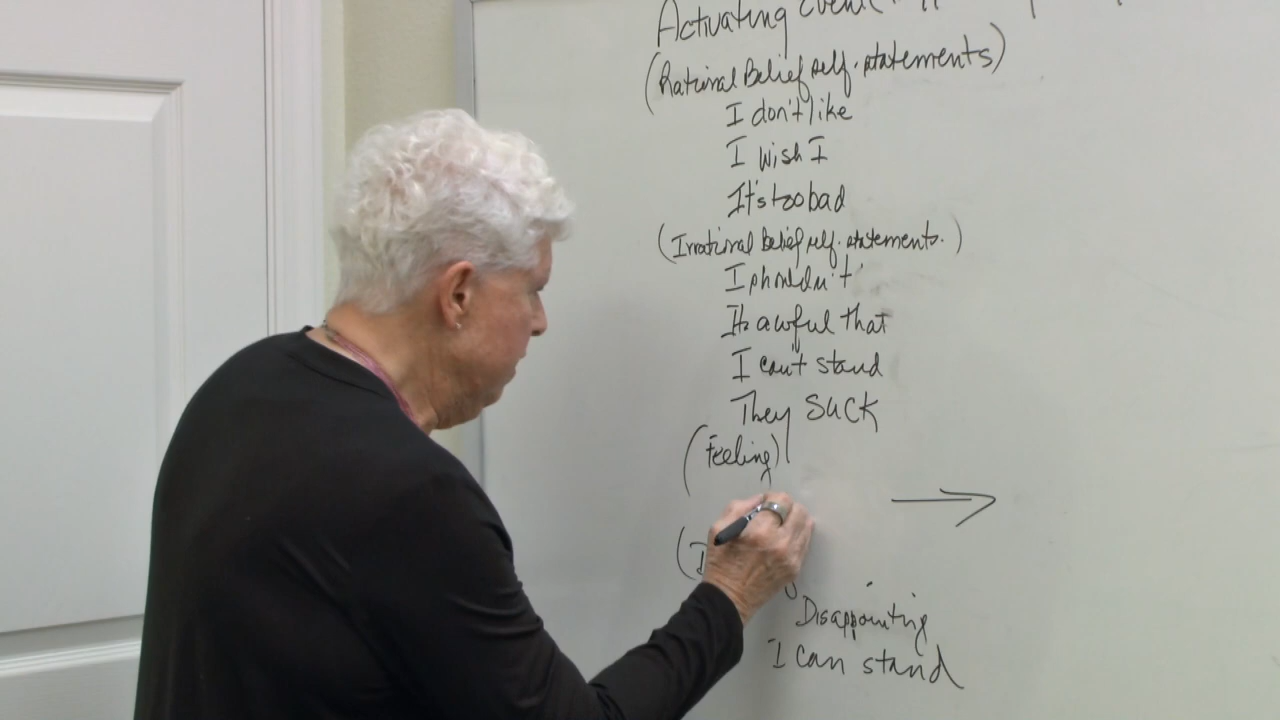 Activating Event (
(Rational Belief self-statements)
I don't like
I wish I
It's too bad
(Irrational Belief self-statements.)
I shouldn't
It's awful that
I can't stand
They SUCK
(Feeling)
(D
Disappointing
I can stand